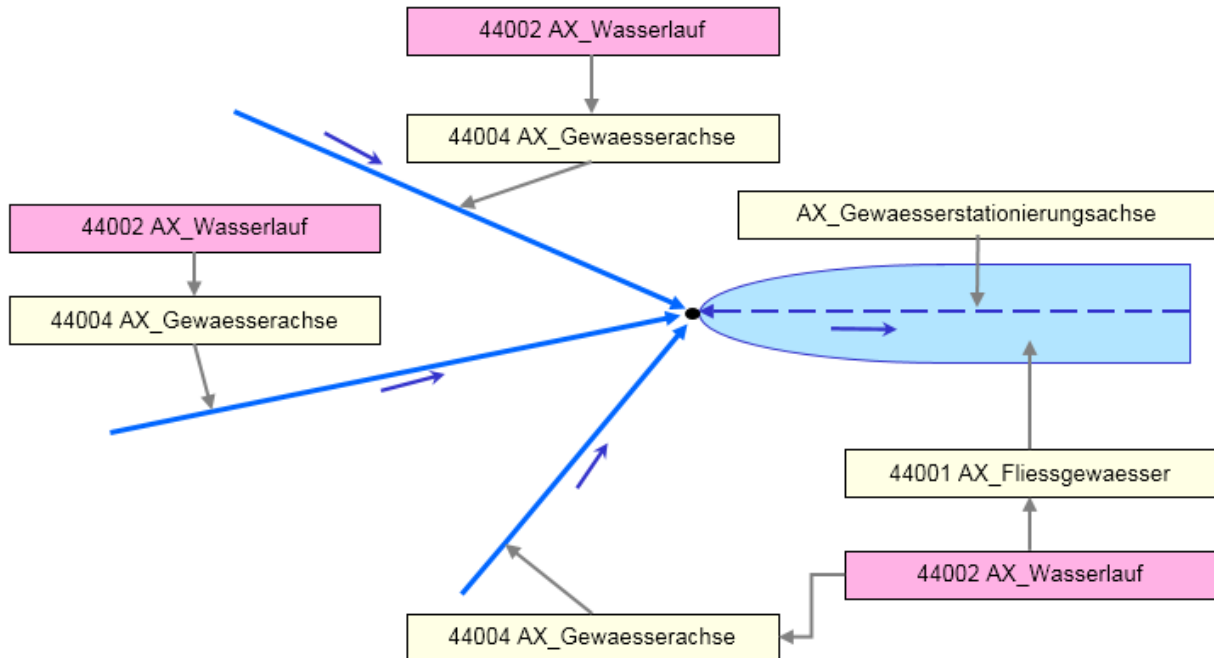 44002 AX_Wasserlauf
44004 AX_Gewaesserachse
44002 AX_Wasserlauf
44004 AX_Gewaesserachse
AX_Gewaesserstationierungsachse
44001 AX_Fliessgewaesser
44002 AX_Wasserlauf
44004 AX_Gewaesserachse